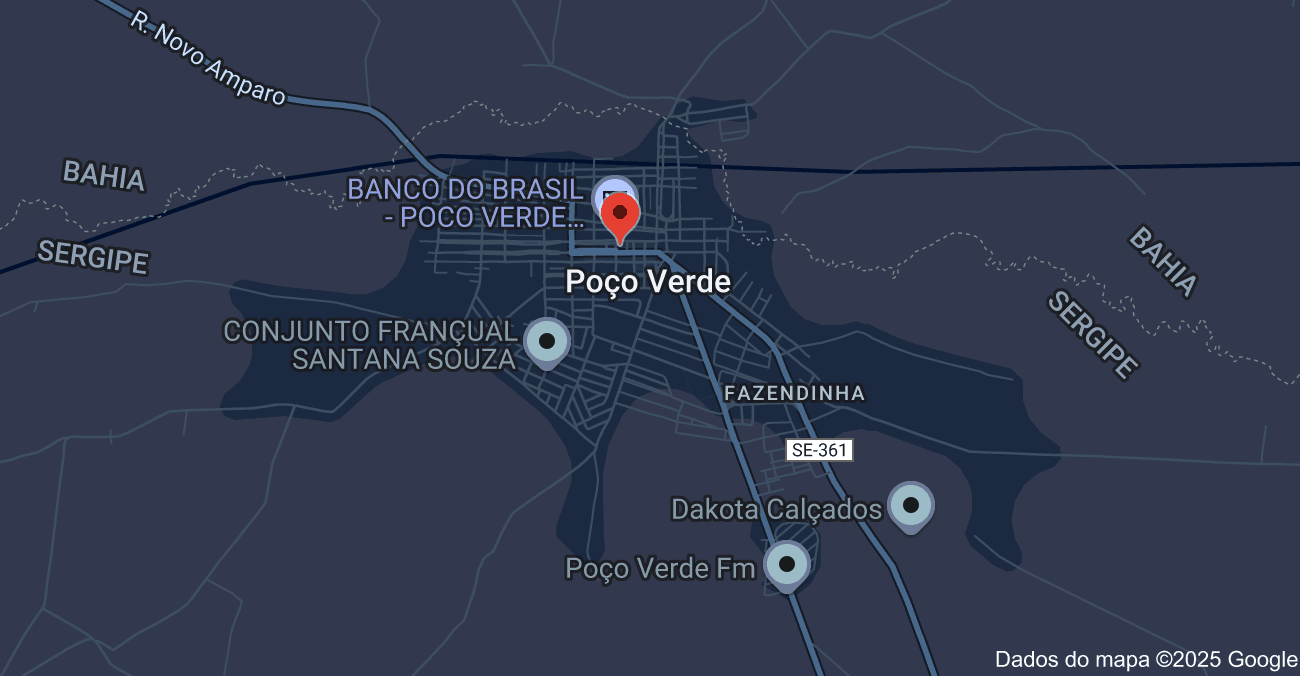 R. Novo Amparo
BAHIA
SERGIPE
BANCO DO BRASIL
- POCO VERDE...
Poço Verde
BAHIA
SERGIPE
CONJUNTO FRANÇUAL
SANTANA SOUZA
FAZENDINHA
SE-361
Dakota Calçados
Poço Verde Fm
Dados do mapa ©2025 Google